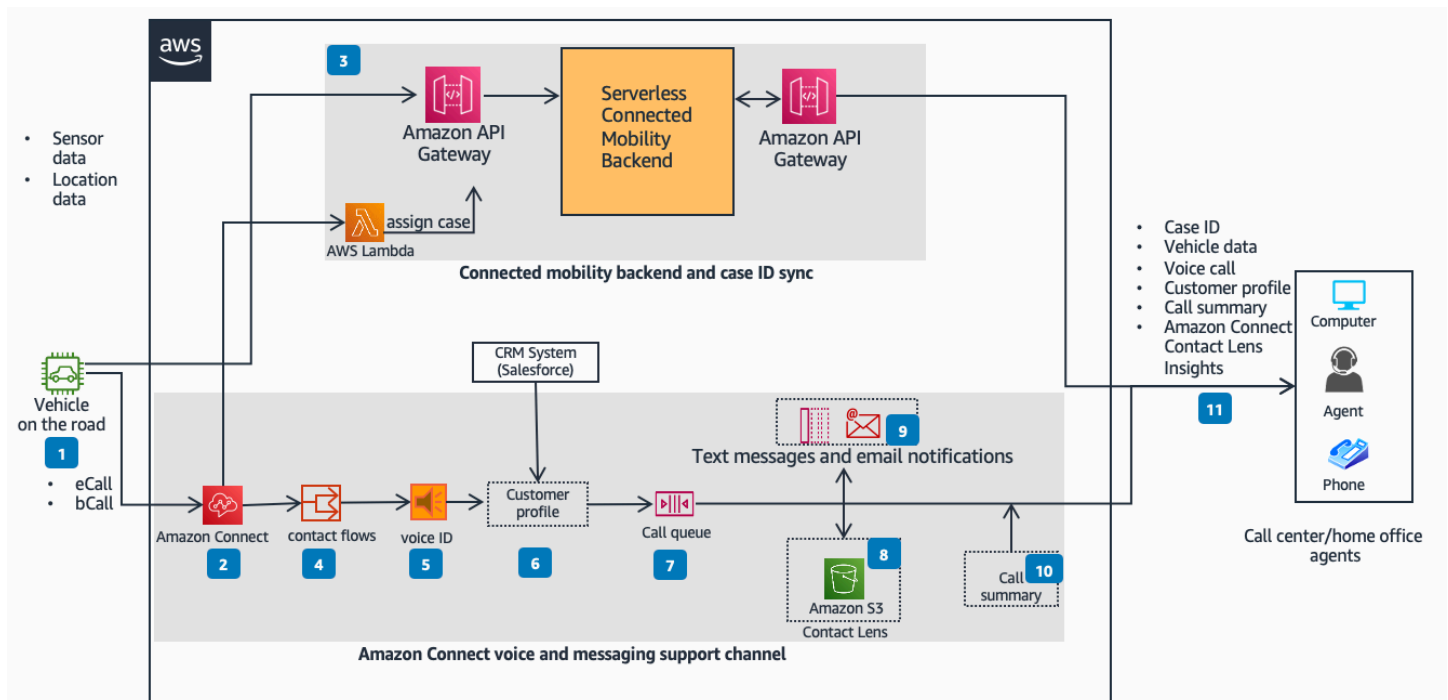 aws
3
Amazon API
Gateway
Serverless
Connected
Mobility
Backend
Amazon API
Gateway
• Sensor
data
• Location
data
assign case
AWS Lambda
Connected mobility backend and case ID sync
• Case ID
• Vehicle data
• Voice call
• Customer profile
• Call summary
• Amazon Connect
Contact Lens
Insights
11
Computer
Agent
Phone
Call center/home office
agents
Vehicle
on the road
1
• eCall
• bCall
CRM System
(Salesforce)
Amazon Connect
2
contact flows
4
voice ID
5
Customer
profile
6
Call queue
7
@
9
Text messages and email notifications
8
Amazon S3
Contact Lens
10
Call
summary
Amazon Connect voice and messaging support channel